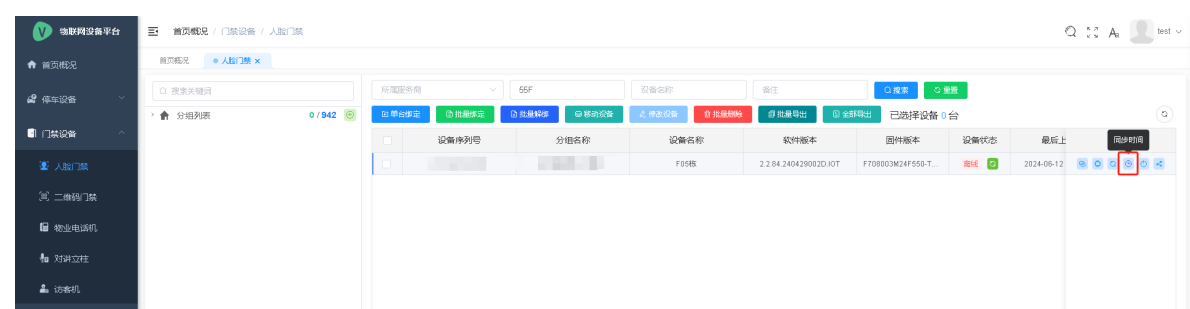 V 物联网设备平台
首页概况 / 门禁设备 / 人脸门禁
test
首页概况
首页概况 人脸门禁 ×
停车设备
搜索关键词
所属服务商 55F 设备名称 备注 搜索 重置
分组列表 0 / 942
单台绑定 批量绑定 批量解绑 移动设备 修改设备 批量删除 批量导出 全部导出 已选择设备 0 台
门禁设备
设备序列号 分组名称 设备名称 软件版本 固件版本 设备状态 最后上
同步时间
人脸门禁
F05栋 2.2.84.240429002D.IOT F708003M24F550-T... 2024-06-12
二维码门禁
物业电话机
对讲立柱
访客机